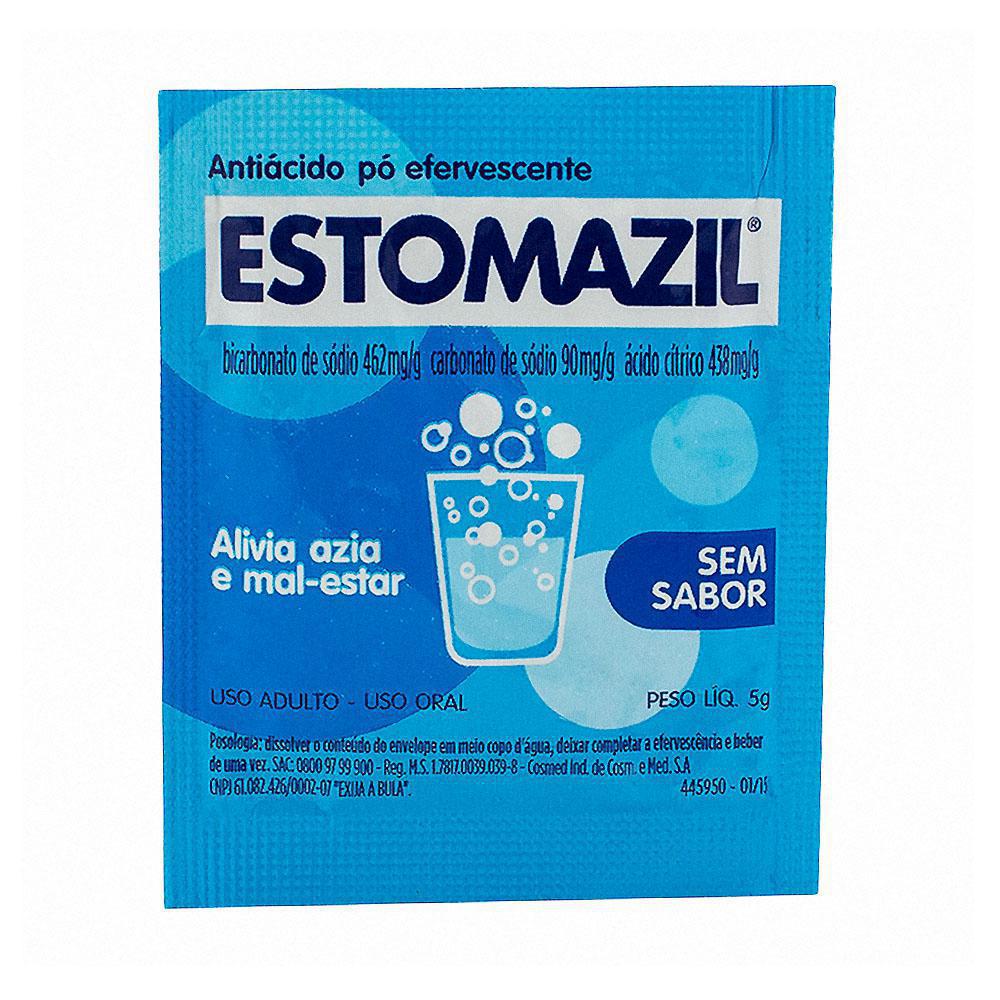 Antiácido pó efervescente
ESTOMAZIL®
bicarbonato de sódio 462mg/g carbonato de sódio 90mg/g ácido cítrico 438mg/g
Alivia azia
e mal-estar
SEM
SABOR
USO ADULTO - USO ORAL
PESO LÍQ. 5g
Posologia: dissolver o conteúdo do envelope em meio copo d'água, deixar completar a efervescência e beber
de uma vez. SAC: 0800 97 99 900 - Reg. M.S. 1.7817.0039.039-8 - Cosmed Ind. de Cosm. e Med. S.A
CNPJ 61.082.426/0002-07 "EXIJA A BULA".
445950 -